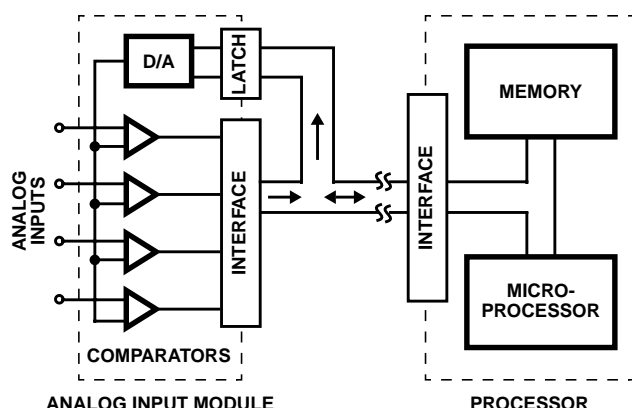 D/A
LATCH
MEMORY
ANALOG
INPUTS
INTERFACE
INTERFACE
MICRO-
PROCESSOR
COMPARATORS
ANALOG INPUT MODULE
PROCESSOR